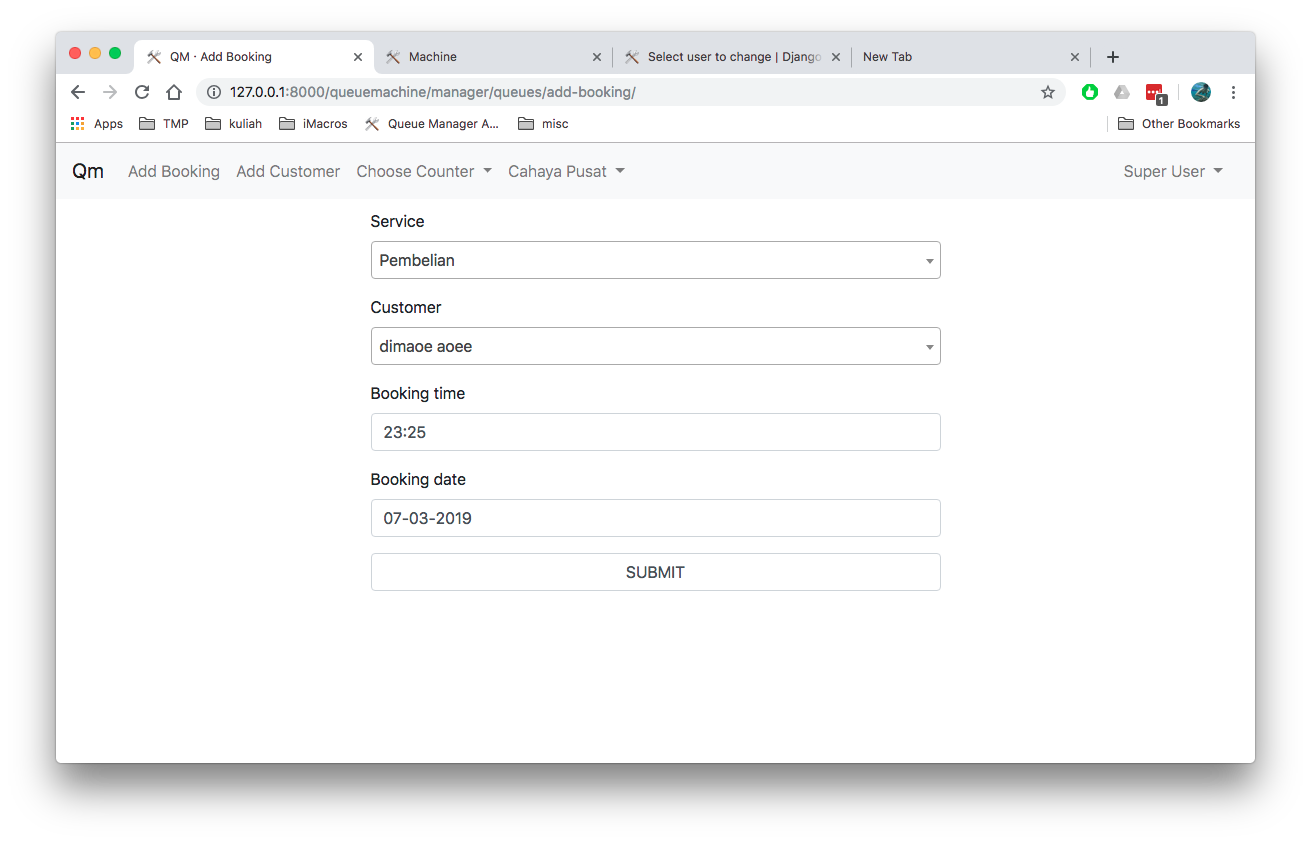 QM · Add Booking Machine Select user to change | Django New Tab
127.0.0.1:8000/queuemachine/manager/queues/add-booking/ 1
Apps TMP kuliah iMacros Queue Manager A... misc Other Bookmarks
Qm Add Booking Add Customer Choose Counter Cahaya Pusat Super User
Service
Pembelian
Customer
dimaoe aoee
Booking time
23:25
Booking date
07-03-2019
SUBMIT